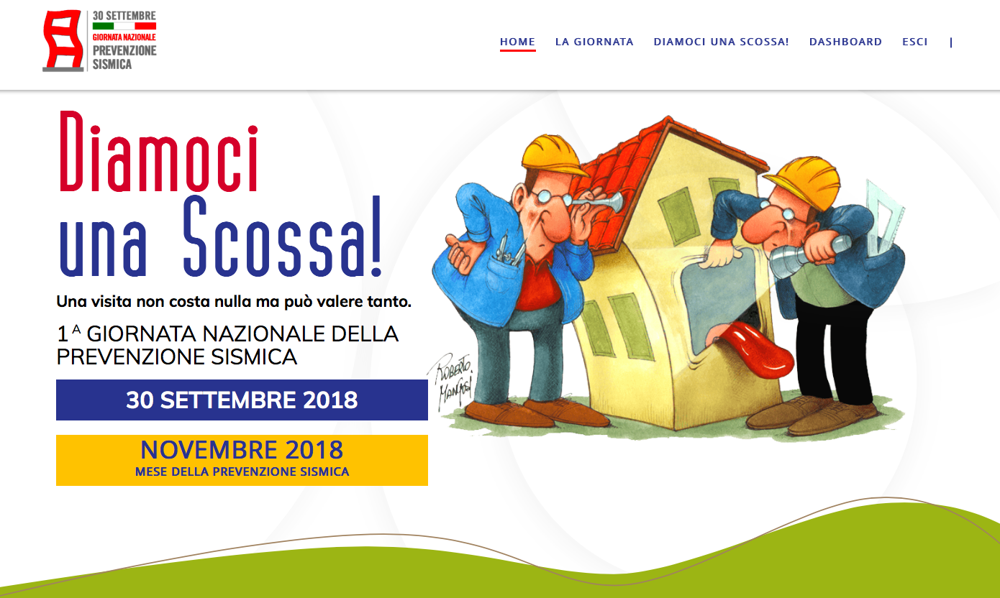 30 SETTEMBRE
GIORNATA NAZIONALE
PREVENZIONE
SISMICA
HOME LA GIORNATA DIAMOCI UNA SCOSSA! DASHBOARD ESCI |
Diamoci
una Scossa!
Una visita non costa nulla ma può valere tanto.
1A GIORNATA NAZIONALE DELLA
PREVENZIONE SISMICA
30 SETTEMBRE 2018
NOVEMBRE 2018
MESE DELLA PREVENZIONE SISMICA
ROBERTO
MANGOSI